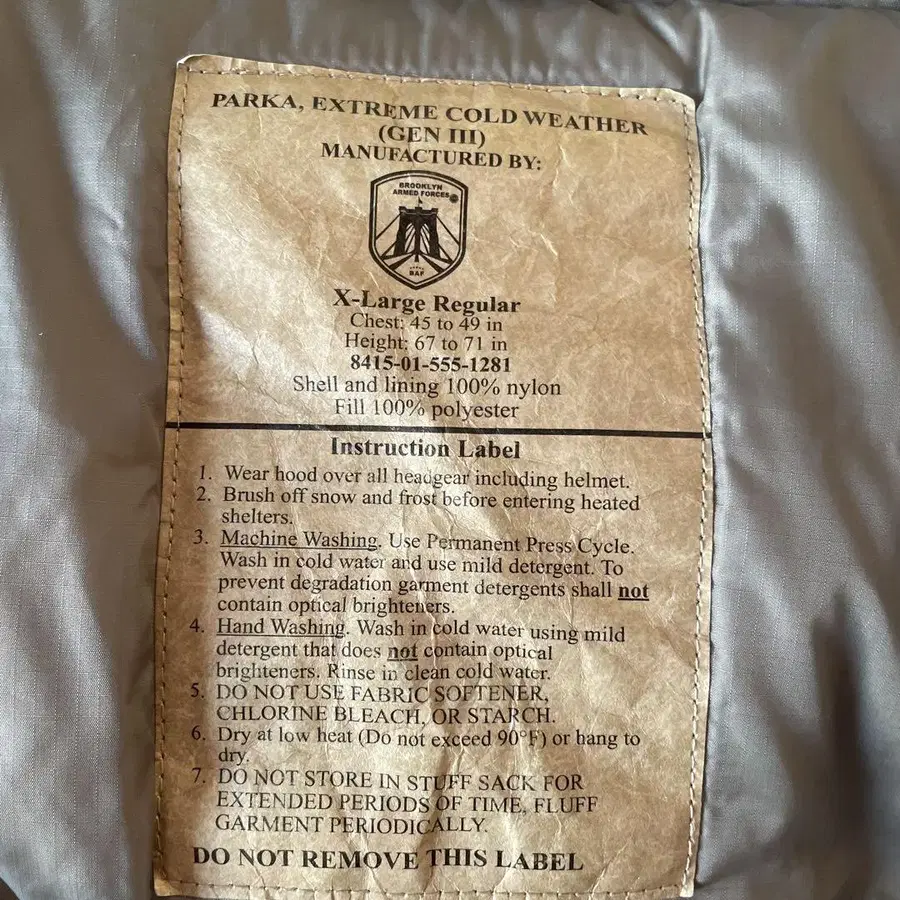 PARKA, EXTREME COLD WEATHER
(GEN III)
MANUFACTURED BY:
BROOKLYN
ARMED FORCES
BAF
X-Large Regular
Chest: 45 to 49 in
Height: 67 to 71 in
8415-01-555-1281
Shell and lining 100% nylon
Fill 100% polyester
Instruction Label
1. Wear hood over all headgear including helmet.
2. Brush off snow and frost before entering heated
shelters.
3. Machine Washing. Use Permanent Press Cycle.
Wash in cold water and use mild detergent. To
prevent degradation garment detergents shall not
contain optical brighteners.
4. Hand Washing. Wash in cold water using mild
detergent that does not contain optical
brighteners. Rinse in clean cold water.
5. DO NOT USE FABRIC SOFTENER,
CHLORINE BLEACH, OR STARCH.
6. Dry at low heat (Do not exceed 90°F) or hang to
dry.
7. DO NOT STORE IN STUFF SACK FOR
EXTENDED PERIODS OF TIME, FLUFF
GARMENT PERIODICALLY.
DO NOT REMOVE THIS LABEL